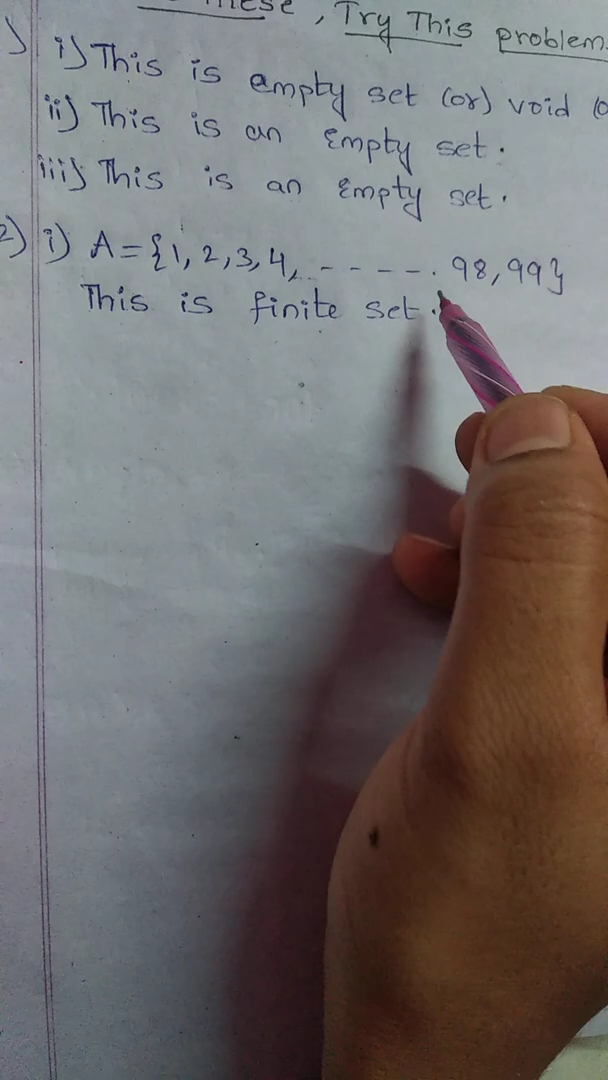 These, Try This problem
) i) This is empty set (or) void (o
ii) This is an Empty set.
iii) This is an Empty set.
2) i) A={1,2,3,4,.-----.98,99}
This is finite set.